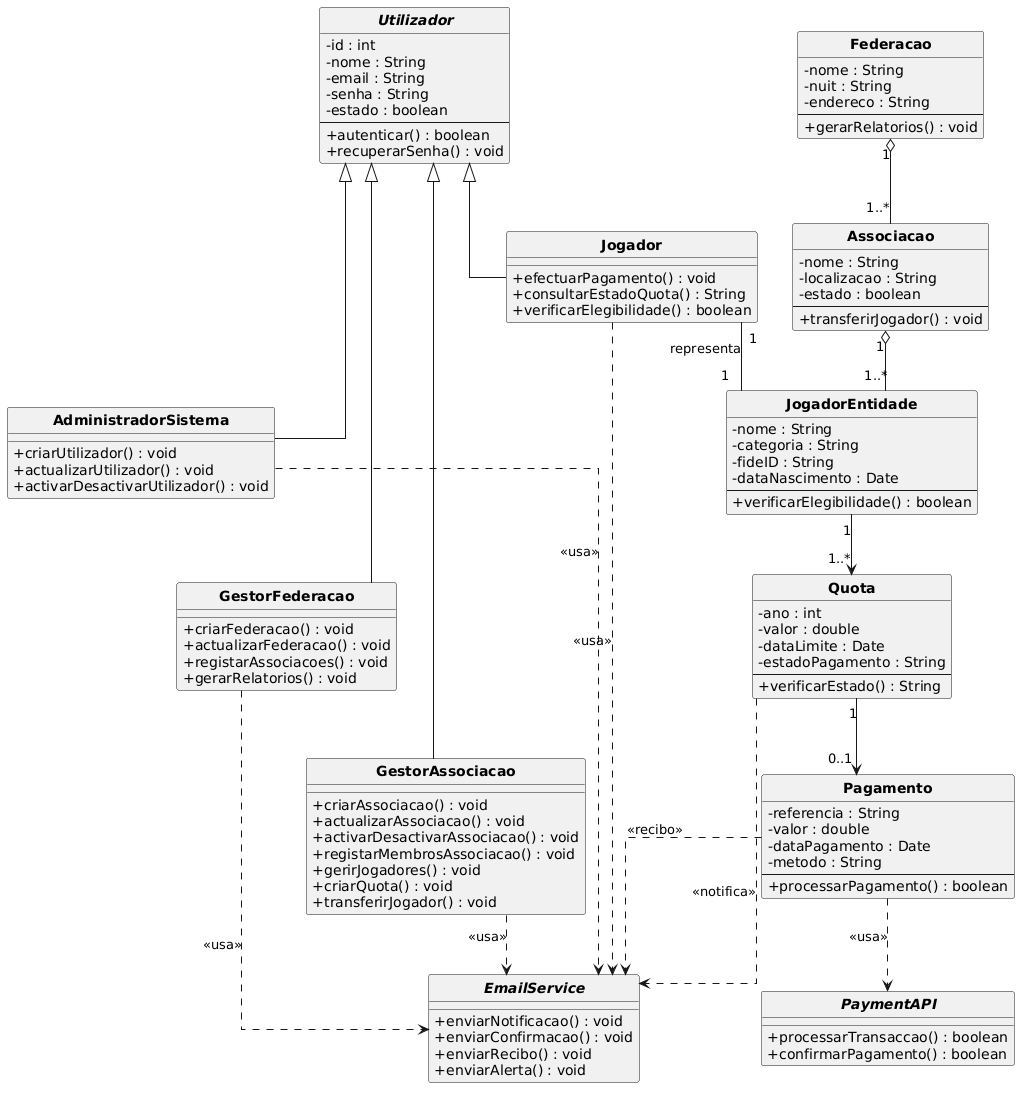 Utilizador
-id : int
-nome : String
-email : String
-senha : String
-estado : boolean
+autenticar() : boolean
+recuperarSenha() : void
Federacao
-nome : String
-nuit : String
-endereco : String
+gerarRelatorios() : void
1
1..*
Jogador
+efectuarPagamento() : void
+consultarEstadoQuota() : String
+verificarElegibilidade() : boolean
Associacao
-nome : String
-localizacao : String
-estado : boolean
+transferirJogador() : void
1
representa
1
1
1..*
AdministradorSistema
+criarUtilizador() : void
+actualizarUtilizador() : void
+activarDesactivarUtilizador() : void
JogadorEntidade
-nome : String
-categoria : String
-fideID : String
-dataNascimento : Date
+verificarElegibilidade() : boolean
1
1..*
«usa»
«usa»
GestorFederacao
+criarFederacao() : void
+actualizarFederacao() : void
+registarAssociacoes() : void
+gerarRelatorios() : void
Quota
-ano : int
-valor : double
-dataLimite : Date
-estadoPagamento : String
+verificarEstado() : String
1
0..1
GestorAssociacao
+criarAssociacao() : void
+actualizarAssociacao() : void
+activarDesactivarAssociacao() : void
+registarMembrosAssociacao() : void
+gerirJogadores() : void
+criarQuota() : void
+transferirJogador() : void
Pagamento
-referencia : String
-valor : double
-dataPagamento : Date
-metodo : String
+processarPagamento() : boolean
«recibo»
«notifica»
«usa»
«usa»
«usa»
EmailService
+enviarNotificacao() : void
+enviarConfirmacao() : void
+enviarRecibo() : void
+enviarAlerta() : void
PaymentAPI
+processarTransaccao() : boolean
+confirmarPagamento() : boolean